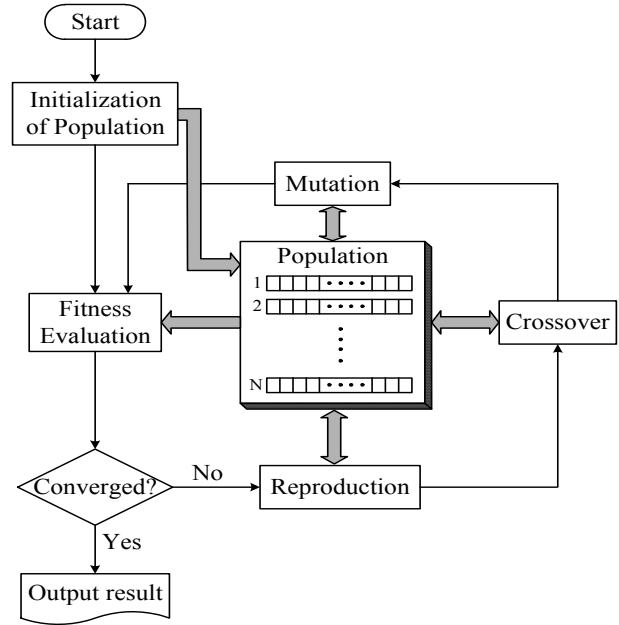 Start
Initialization
of Population
Mutation
Population
1
2
N
Fitness
Evaluation
Crossover
Converged?
No
Reproduction
Yes
Output result